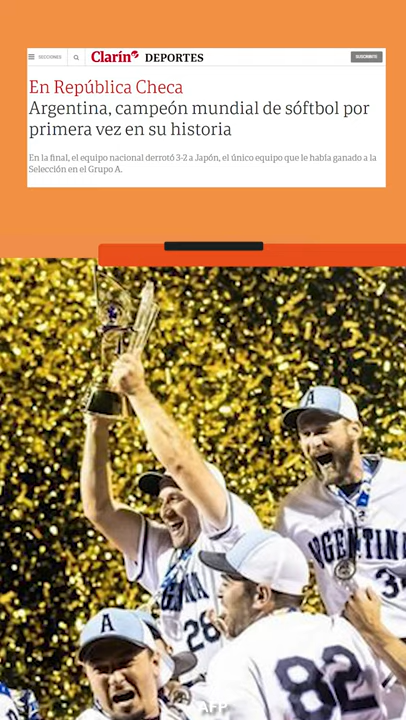 SECCIONES
Clarín DEPORTES
SUSCRIBITE
En República Checa
Argentina, campeón mundial de sóftbol por
primera vez en su historia
En la final, el equipo nacional derrotó 3-2 a Japón, el único equipo que le había ganado a la
Selección en el Grupo A.
A
ARGENTINA
34
28
A
82
AFP